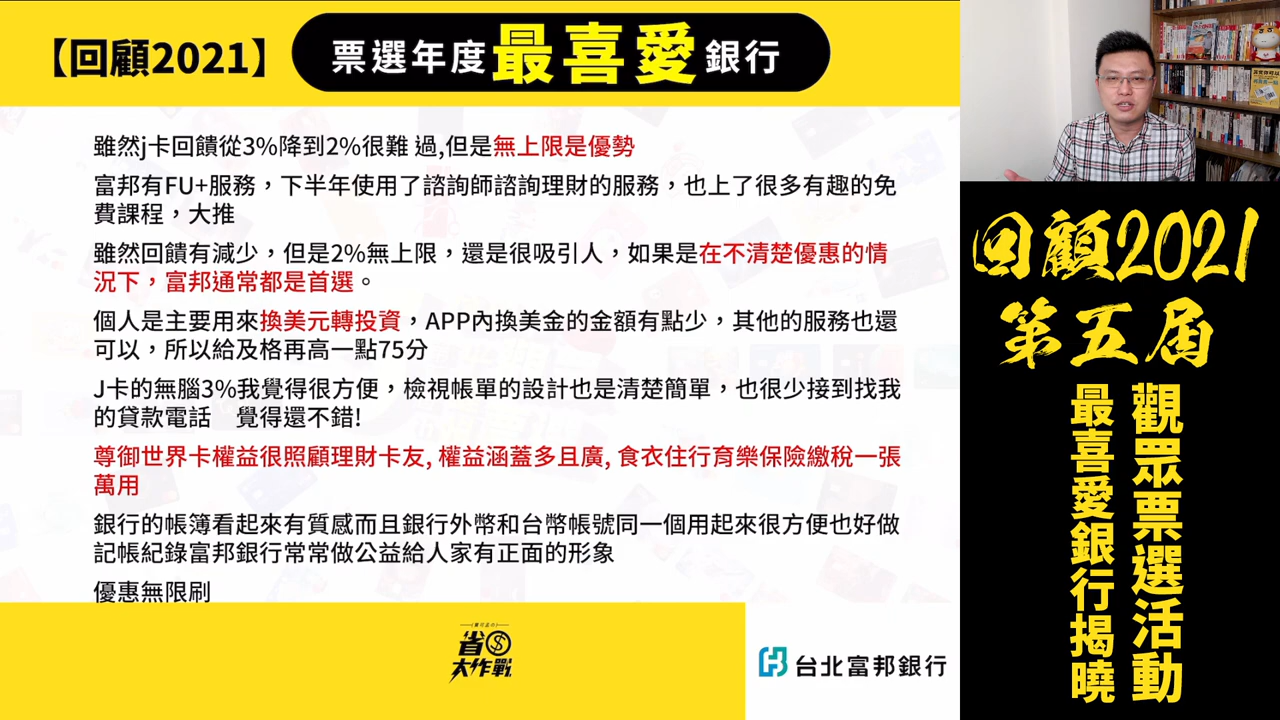 【回顧2021】
票選年度最喜愛銀行
雖然j卡回饋從3%降到2%很難 過,但是無上限是優勢
富邦有FU+服務，下半年使用了諮詢師諮詢理財的服務，也上了很多有趣的免
費課程，大推
雖然回饋有減少，但是2%無上限，還是很吸引人，如果是在不清楚優惠的情
況下，富邦通常都是首選。
個人是主要用來換美元轉投資，APP內換美金的金額有點少，其他的服務也還
可以，所以給及格再高一點75分
J卡的無腦3%我覺得很方便，檢視帳單的設計也是清楚簡單，也很少接到找我
的貸款電話　覺得還不錯!
尊御世界卡權益很照顧理財卡友, 權益涵蓋多且廣, 食衣住行育樂保險繳稅一張
萬用
銀行的帳簿看起來有質感而且銀行外幣和台幣帳號同一個用起來很方便也好做
記帳紀錄富邦銀行常常做公益給人家有正面的形象
優惠無限刷
省
大作戰
台北富邦銀行
回顧2021
第五屆
觀眾票選活動
最喜愛銀行揭曉